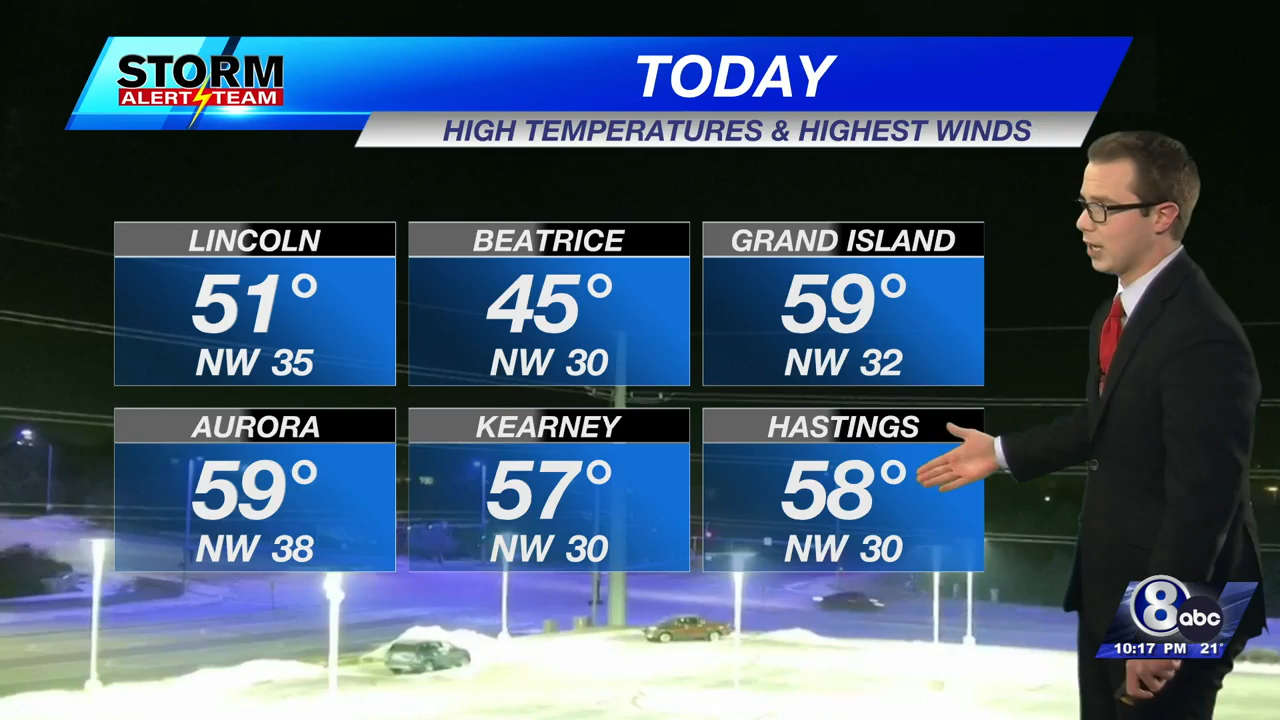 STORM
ALERT TEAM
TODAY
HIGH TEMPERATURES & HIGHEST WINDS
LINCOLN
51°
NW 35
BEATRICE
45°
NW 30
GRAND ISLAND
59°
NW 32
AURORA
59°
NW 38
KEARNEY
57°
NW 30
HASTINGS
58°
NW 30
8 abc
10:17 PM 21°